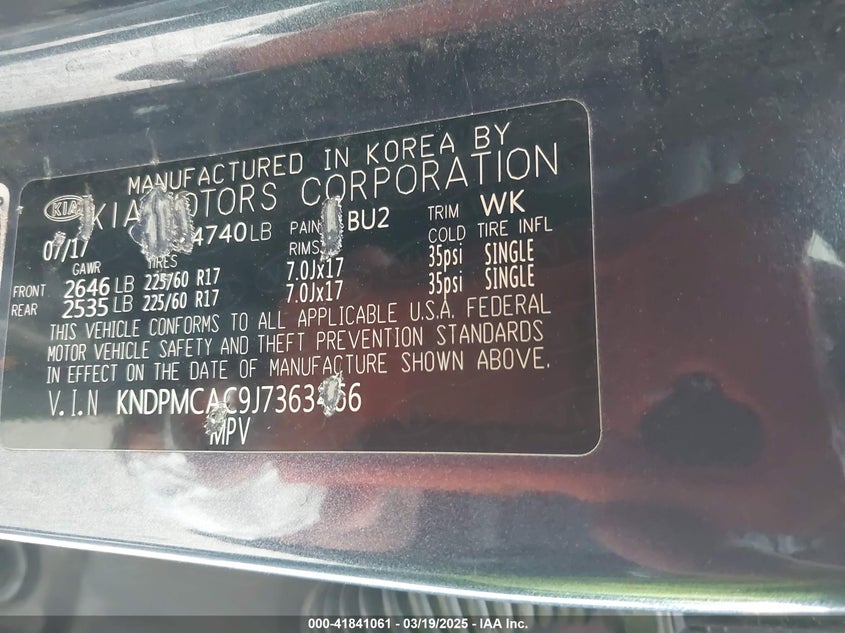 MANUFACTURED IN KOREA BY
KIA MOTORS CORPORATION
07/17 4740LB PAINT BU2 TRIM WK
GAWR TIRES RIMS COLD TIRE INFL
FRONT 2646 LB 225/60 R17 7.0Jx17 35psi SINGLE
REAR 2535 LB 225/60 R17 7.0Jx17 35psi SINGLE
THIS VEHICLE CONFORMS TO ALL APPLICABLE U.S.A. FEDERAL
MOTOR VEHICLE SAFETY AND THEFT PREVENTION STANDARDS
IN EFFECT ON THE DATE OF MANUFACTURE SHOWN ABOVE.
V.I.N
MPV
000-41841061 - 03/19/2025 - IAA Inc.